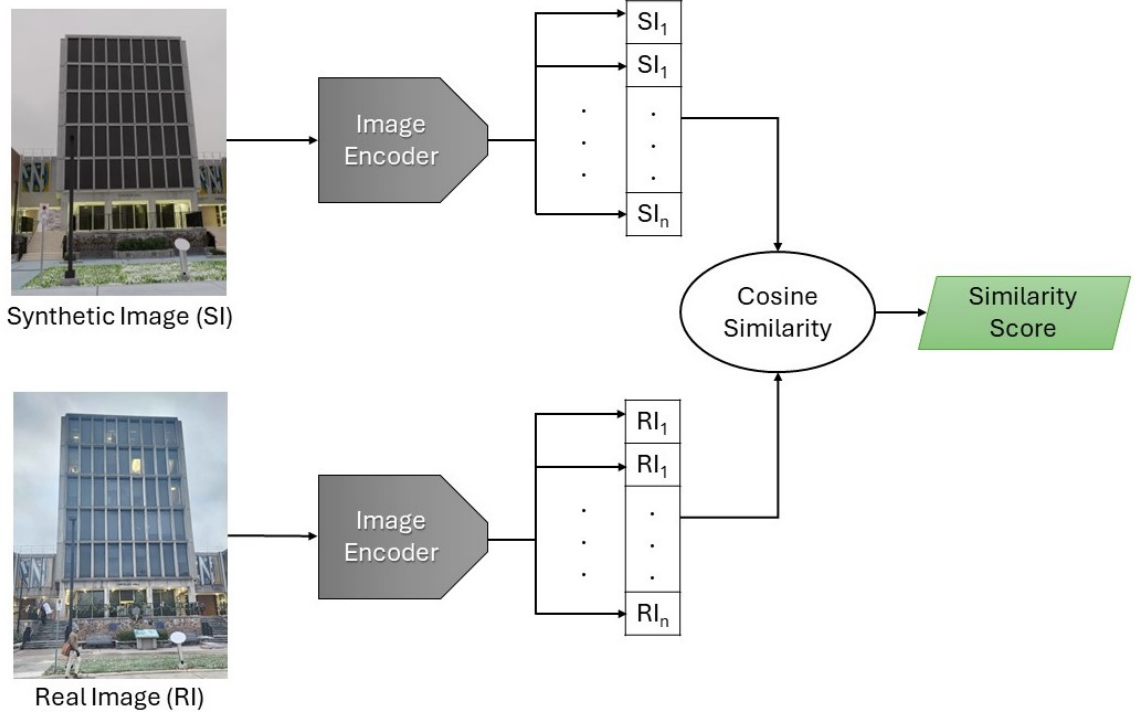 SI₁
SI₁
.
.
.
.
.
.
SIₙ
Image
Encoder
Synthetic Image (SI)
Cosine
Similarity
Similarity
Score
RI₁
RI₁
.
.
.
.
.
.
RIₙ
Image
Encoder
Real Image (RI)